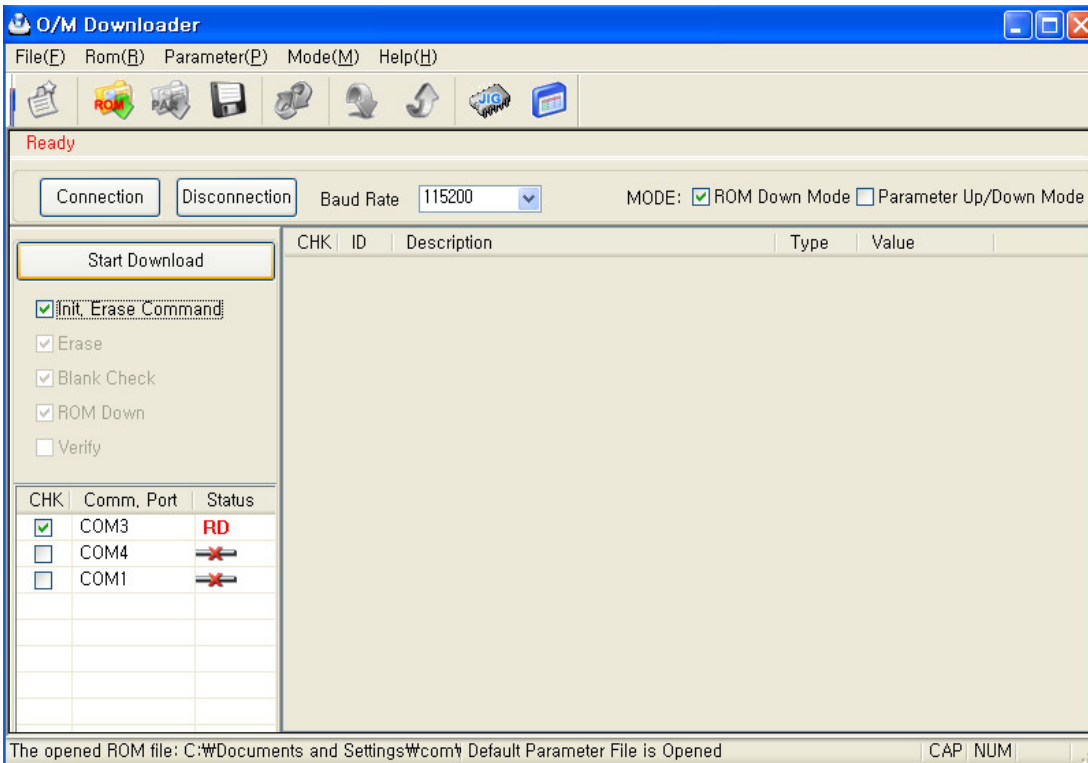 O/M Downloader
File(F) Rom(R) Parameter(P) Mode(M) Help(H)
ROM PAR JIG
Ready
Connection Disconnection Baud Rate 115200 MODE: ROM Down Mode Parameter Up/Down Mode
Start Download
CHK ID Description Type Value
Init, Erase Command
Erase
Blank Check
ROM Down
Verify
CHK Comm, Port Status
COM3 RD
COM4
COM1
The opened ROM file: C:₩Documents and Settings₩com₩ Default Parameter File is Opened CAP NUM